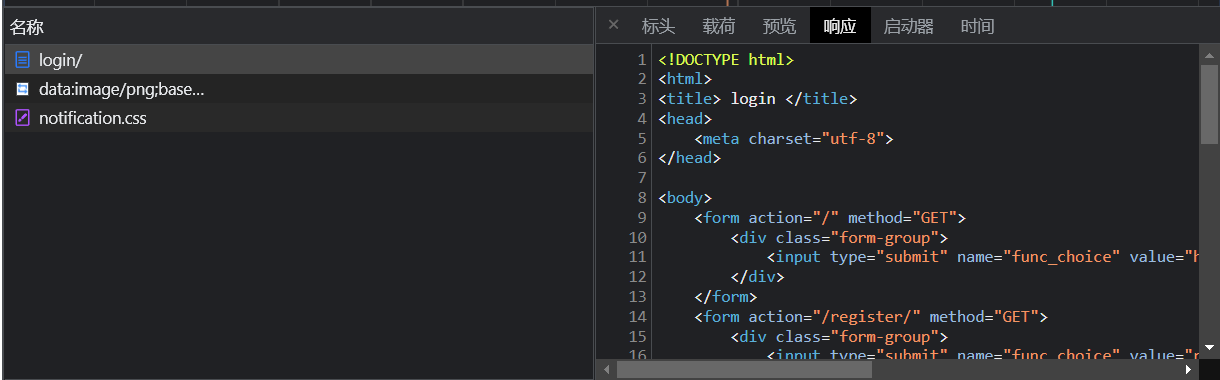 名称
login/
data:image/png;base...
notification.css
× 标头 载荷 预览 响应 启动器 时间
1 <!DOCTYPE html>
2 <html>
3 <title> login </title>
4 <head>
5     <meta charset="utf-8">
6 </head>
7
8 <body>
9     <form action="/" method="GET">
10         <div class="form-group">
11             <input type="submit" name="func_choice" value="h
12         </div>
13     </form>
14     <form action="/register/" method="GET">
15         <div class="form-group">
16             <input type="submit" name="func_choice" value="r